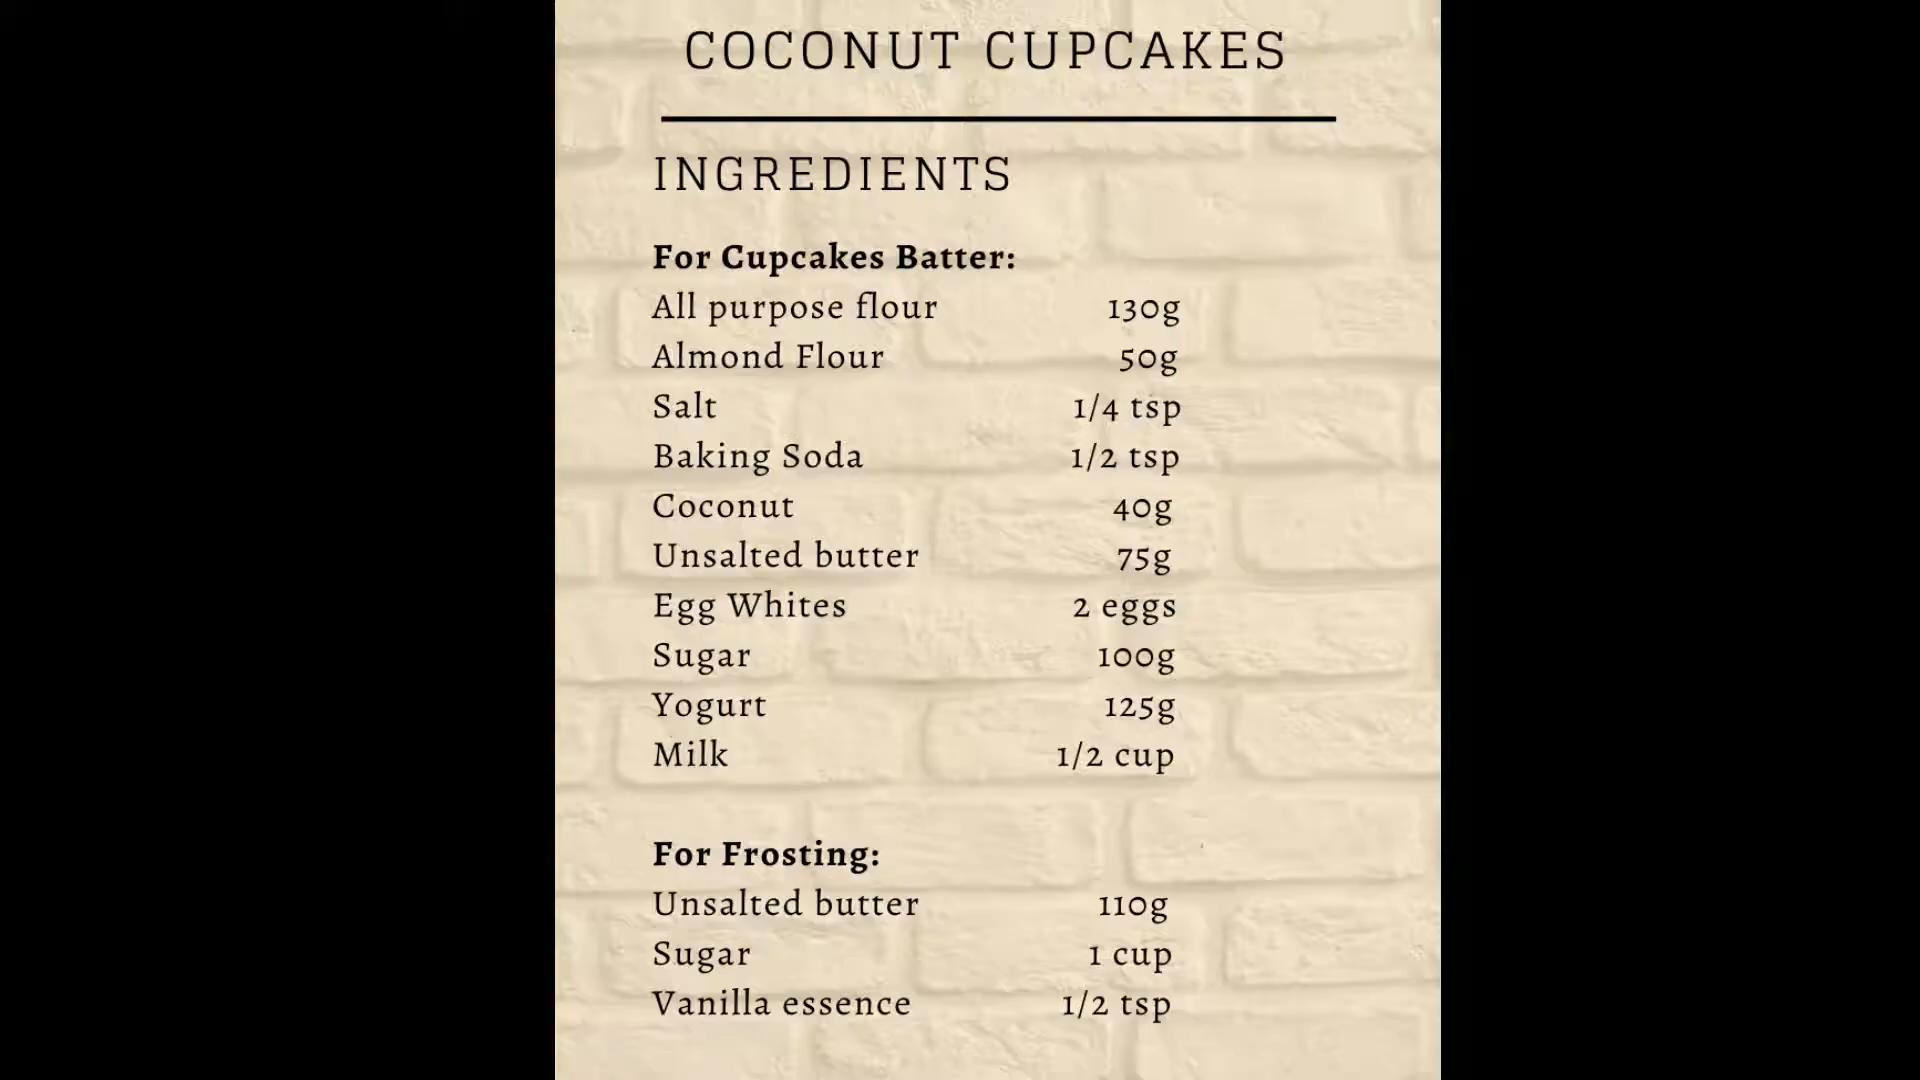 COCONUT CUPCAKES
INGREDIENTS
For Cupcakes Batter:
All purpose flour 130g
Almond Flour 50g
Salt 1/4 tsp
Baking Soda 1/2 tsp
Coconut 40g
Unsalted butter 75g
Egg Whites 2 eggs
Sugar 100g
Yogurt 125g
Milk 1/2 cup
For Frosting:
Unsalted butter 110g
Sugar 1 cup
Vanilla essence 1/2 tsp